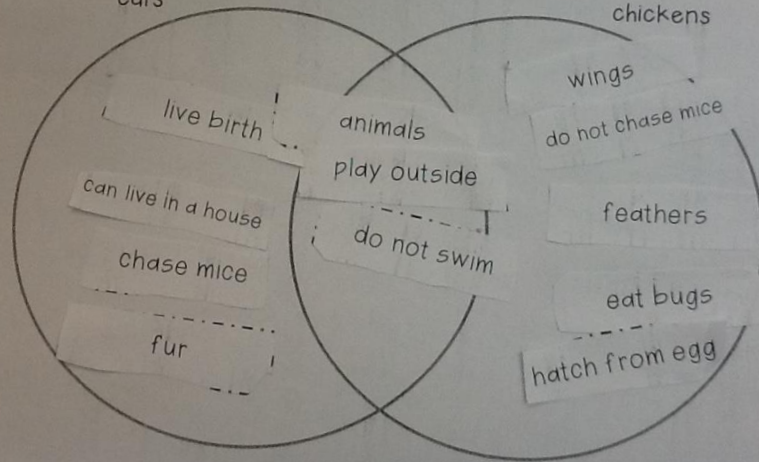 chickens
live birth
can live in a house
chase mice
fur
animals
play outside
do not swim
wings
do not chase mice
feathers
eat bugs
hatch from egg